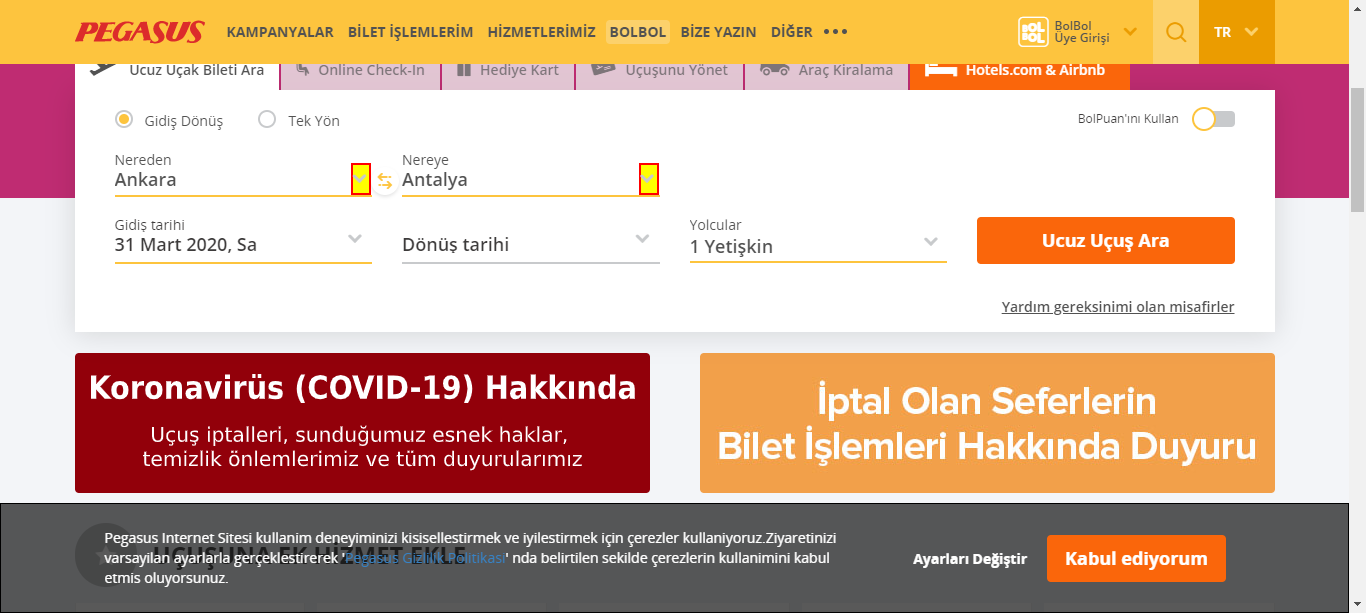 PEGASUS KAMPANYALAR BİLET İŞLEMLERİM HİZMETLERİMİZ BOLBOL BİZE YAZIN DİĞER ••• BOL BOL BolBol TR
Üye Girişi
Ucuz Uçak Bileti Ara Online Check-In Hediye Kart Uçuşunu Yönet Araç Kiralama Hotels.com & Airbnb
Gidiş Dönüş Tek Yön BolPuan'ını Kullan
Nereden Nereye
Ankara Antalya
Gidiş tarihi Yolcular
31 Mart 2020, Sa Dönüş tarihi 1 Yetişkin Ucuz Uçuş Ara
Yardım gereksinimi olan misafirler
Koronavirüs (COVID-19) Hakkında
Uçuş iptalleri, sunduğumuz esnek haklar,
temizlik önlemlerimiz ve tüm duyurularımız
İptal Olan Seferlerin
Bilet İşlemleri Hakkında Duyuru
UÇUŞUNA EK HİZMET EKLE
Pegasus Internet Sitesi kullanim deneyiminizi kisisellestirmek ve iyilestirmek için çerezler kullaniyoruz.Ziyaretinizi
varsayilan ayarlarla gerçeklestirerek 'Pegasus Gizlilik Politikasi' nda belirtilen sekilde çerezlerin kullanimini kabul
etmis oluyorsunuz.
Ayarları Değiştir Kabul ediyorum